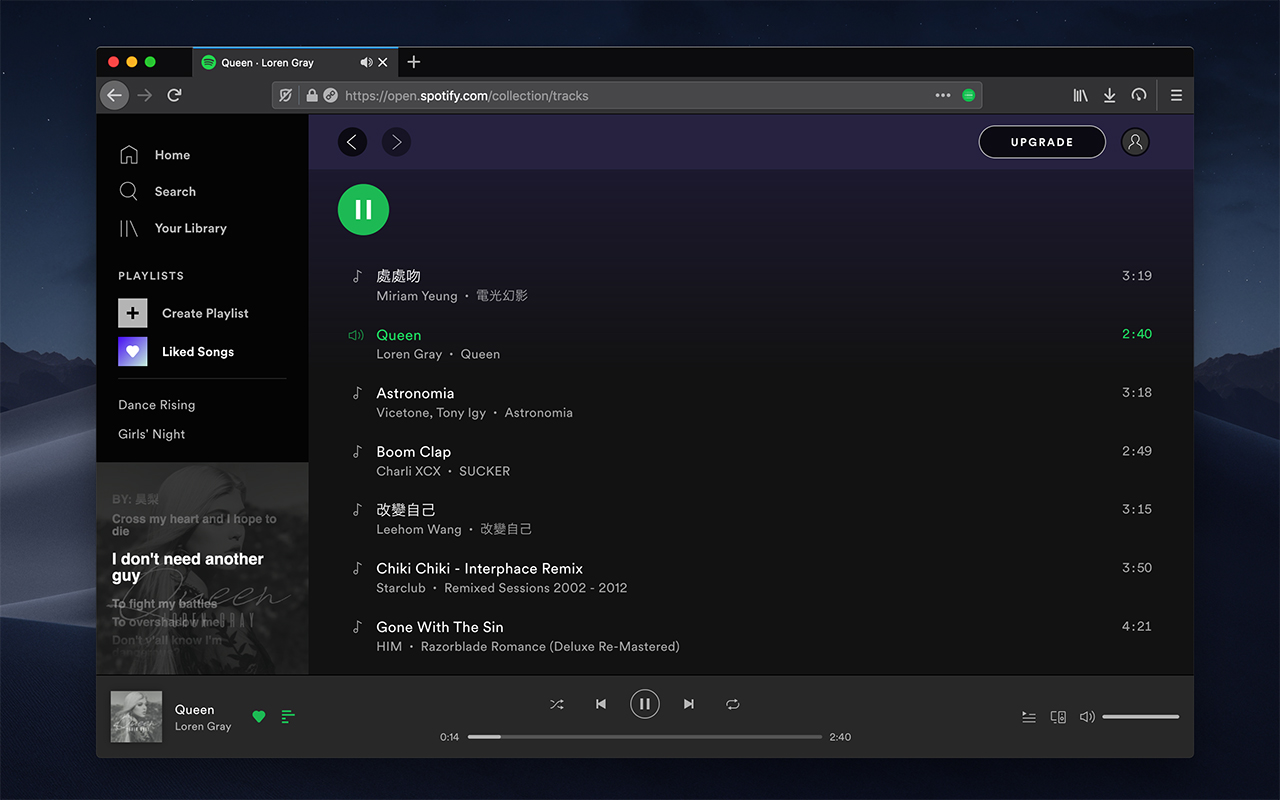 Queen · Loren Gray
https://open.spotify.com/collection/tracks
Home
Search
Your Library
PLAYLISTS
Create Playlist
Liked Songs
Dance Rising
Girls' Night
BY: 吴梨
Cross my heart and I hope to
die
I don't need another
guy
To fight my battles
To overshadow me
Don't y'all know I'm
Queen
LOREN GRAY
UPGRADE
處處吻
Miriam Yeung • 電光幻影
3:19
Queen
Loren Gray • Queen
2:40
Astronomia
Vicetone, Tony Igy • Astronomia
3:18
Boom Clap
Charli XCX • SUCKER
2:49
改變自己
Leehom Wang • 改變自己
3:15
Chiki Chiki - Interphace Remix
Starclub • Remixed Sessions 2002 - 2012
3:50
Gone With The Sin
HIM • Razorblade Romance (Deluxe Re-Mastered)
4:21
Queen
Loren Gray
0:14
2:40